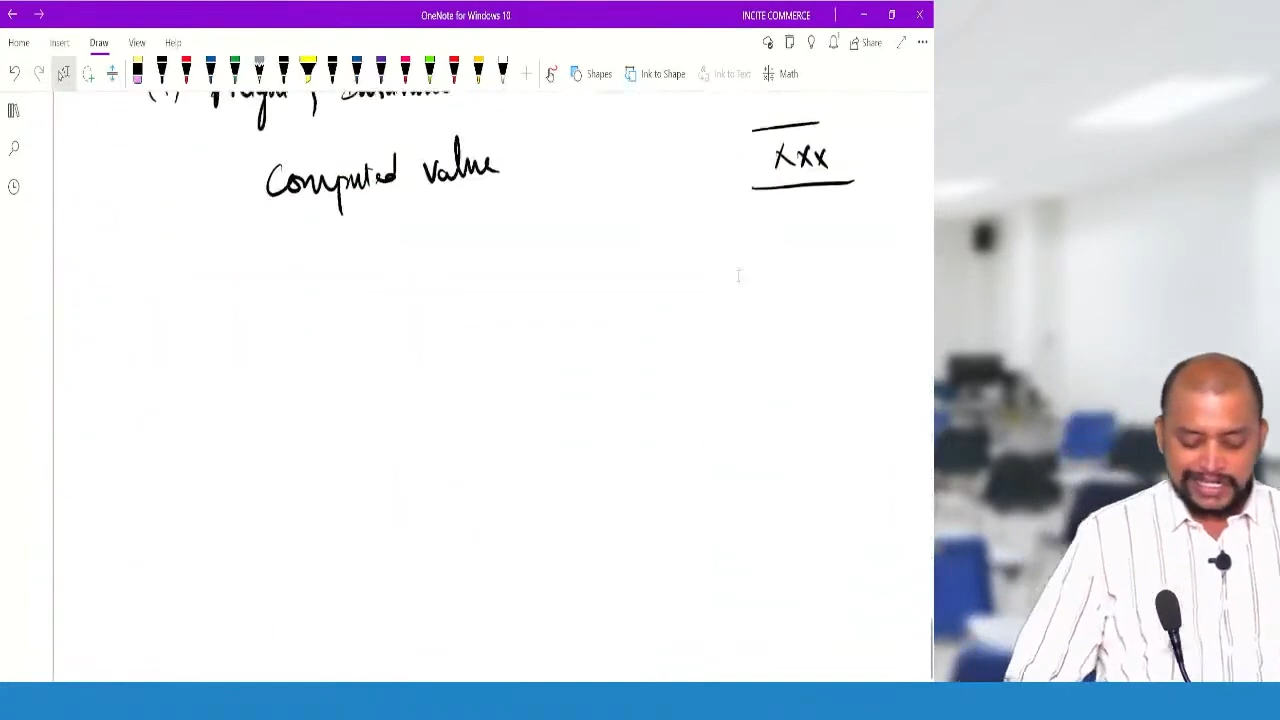 OneNote for Windows 10
INCITE COMMERCE
Home Insert Draw View Help
Share
Shapes Ink to Shape Ink to Text Math
Computed value xxx